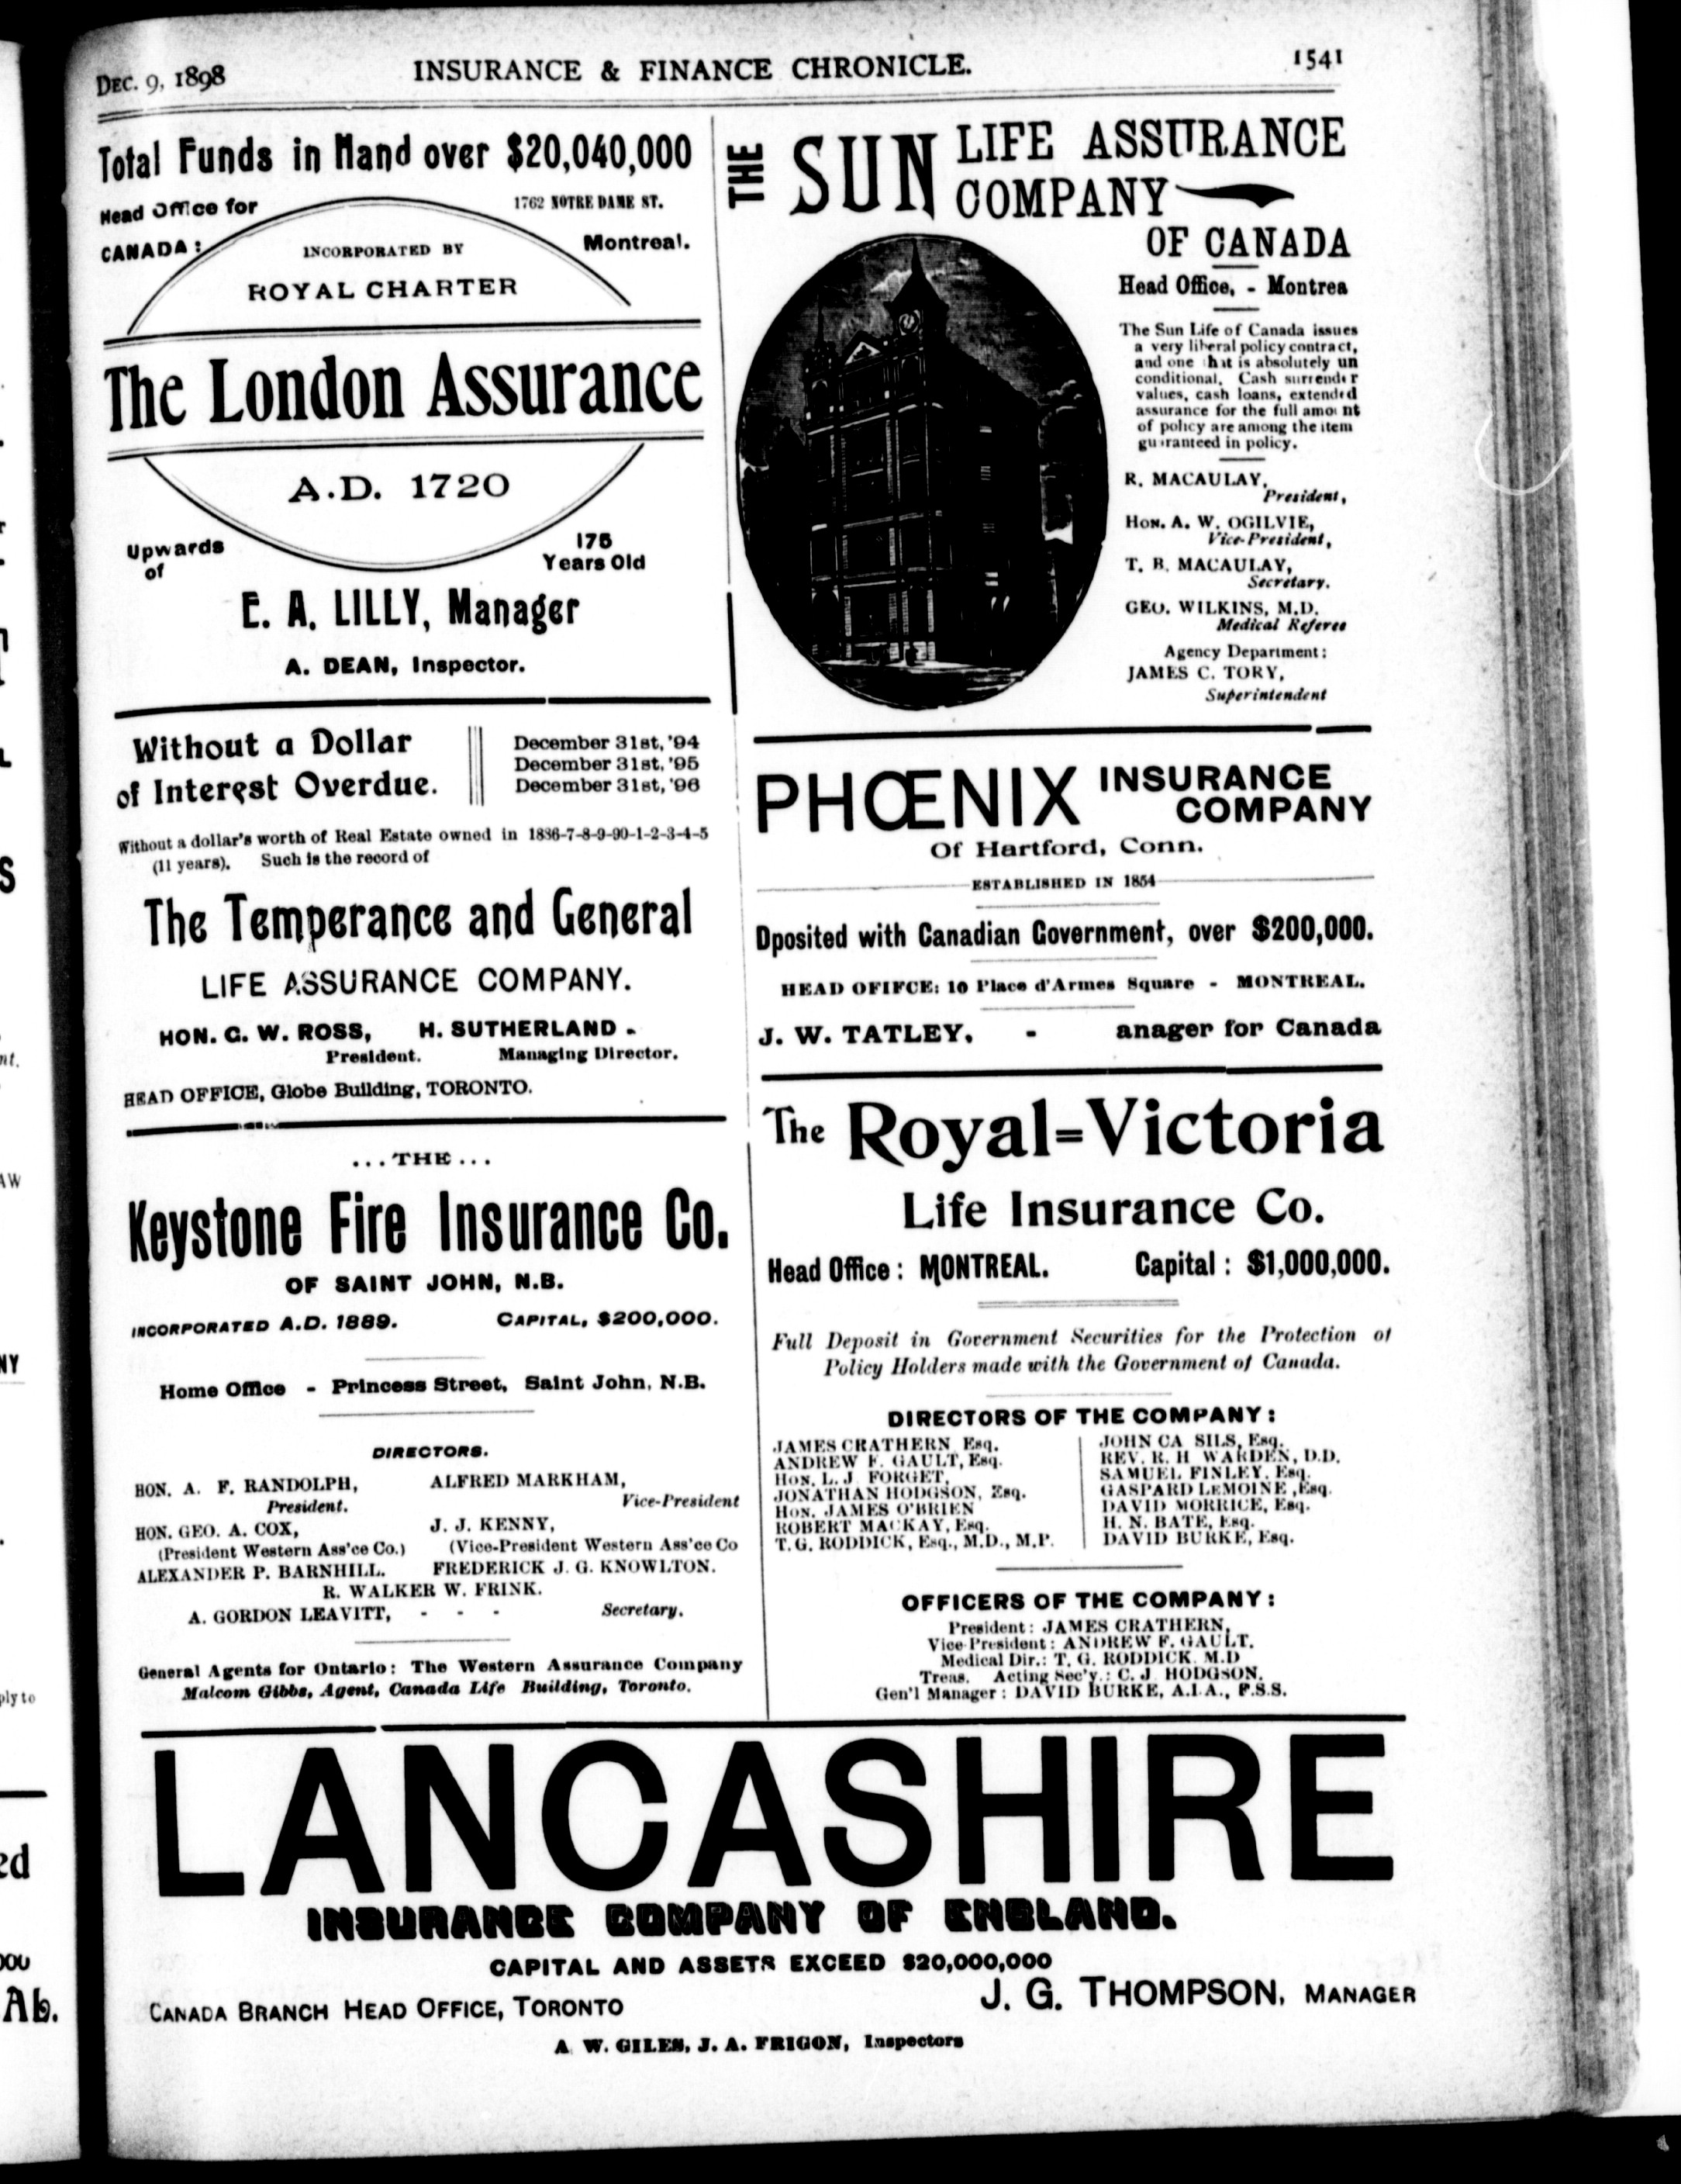 DEC. 9, 1898
INSURANCE & FINANCE CHRONICLE.
1541
Total Funds in Hand over $20,040,000
Head Office for
CANADA:
1762 NOTRE DAME ST.
Montreal.
INCORPORATED BY
ROYAL CHARTER
The London Assurance
A.D. 1720
Upwards
of
175
Years Old
E. A. LILLY, Manager
A. DEAN, Inspector.
Without a Dollar
of Interest Overdue.
December 31st, '94
December 31st, '95
December 31st, '96
Without a dollar's worth of Real Estate owned in 1886-7-8-9-90-1-2-3-4-5
(11 years). Such is the record of
The Temperance and General
LIFE ASSURANCE COMPANY.
HON. G. W. ROSS,
President.
H. SUTHERLAND
Managing Director.
HEAD OFFICE, Globe Building, TORONTO.
...THE...
Keystone Fire Insurance Co.
OF SAINT JOHN, N.B.
INCORPORATED A.D. 1889. CAPITAL, $200,000.
Home Office - Princess Street, Saint John, N.B.
DIRECTORS.
HON. A. F. RANDOLPH,
President.
ALFRED MARKHAM,
Vice-President
HON. GEO. A. COX,
(President Western Ass'ce Co.)
J. J. KENNY,
(Vice-President Western Ass'ce Co
ALEXANDER P. BARNHILL. FREDERICK J. G. KNOWLTON.
R. WALKER W. FRINK.
A. GORDON LEAVITT, - - - Secretary.
General Agents for Ontario: The Western Assurance Company
Malcom Gibbs, Agent, Canada Life Building, Toronto.
THE SUN LIFE ASSURANCE
COMPANY
OF CANADA
Head Office, - Montrea
The Sun Life of Canada issues
a very liberal policy contract,
and one hat is absolutely un
conditional. Cash surrender
values, cash loans, extended
assurance for the full amount
of policy are among the item
guaranteed in policy.
R. MACAULAY,
President,
HON. A. W. OGILVIE,
Vice-President,
T. B. MACAULAY,
Secretary.
GEO. WILKINS, M.D.
Medical Referee
Agency Department:
JAMES C. TORY,
Superintendent
PHŒNIX INSURANCE
COMPANY
Of Hartford, Conn.
ESTABLISHED IN 1854
Dposited with Canadian Government, over $200,000.
HEAD OFIFCE: 10 Place d'Armes Square - MONTREAL.
J. W. TATLEY, - anager for Canada
The Royal=Victoria
Life Insurance Co.
Head Office: MONTREAL. Capital: $1,000,000.
Full Deposit in Government Securities for the Protection of
Policy Holders made with the Government of Canada.
DIRECTORS OF THE COMPANY:
JAMES CRATHERN, Esq.
ANDREW F. GAULT, Esq.
HON. L. J. FORGET,
JONATHAN HODGSON, Esq.
HON. JAMES O'BRIEN
ROBERT MACKAY, Esq.
T. G. RODDICK, Esq., M.D., M.P.
JOHN CA SILS, Esq.
REV. R. H WARDEN, D.D.
SAMUEL FINLEY, Esq.
GASPARD LEMOINE, Esq.
DAVID MORRICE, Esq.
H. N. BATE, Esq.
DAVID BURKE, Esq.
OFFICERS OF THE COMPANY:
President: JAMES CRATHERN,
Vice-President: ANDREW F. GAULT.
Medical Dir.: T. G. RODDICK. M.D
Treas. Acting Sec'y.: C. J. HODGSON.
Gen'l Manager: DAVID BURKE, A.I.A., F.S.S.
LANCASHIRE
INSURANCE COMPANY OF ENGLAND.
CAPITAL AND ASSETS EXCEED $20,000,000
CANADA BRANCH HEAD OFFICE, TORONTO
J. G. THOMPSON, MANAGER
A. W. GILES, J. A. FRIGON, Inspectors